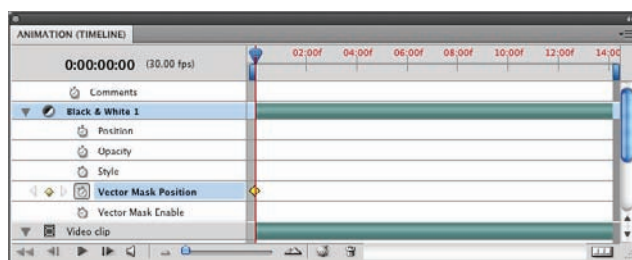 ANIMATION (TIMELINE)
0:00:00:00 (30.00 fps)
02:00f 04:00f 06:00f 08:00f 10:00f 12:00f 14:00
Comments
Black & White 1
Position
Opacity
Style
Vector Mask Position
Vector Mask Enable
Video clip